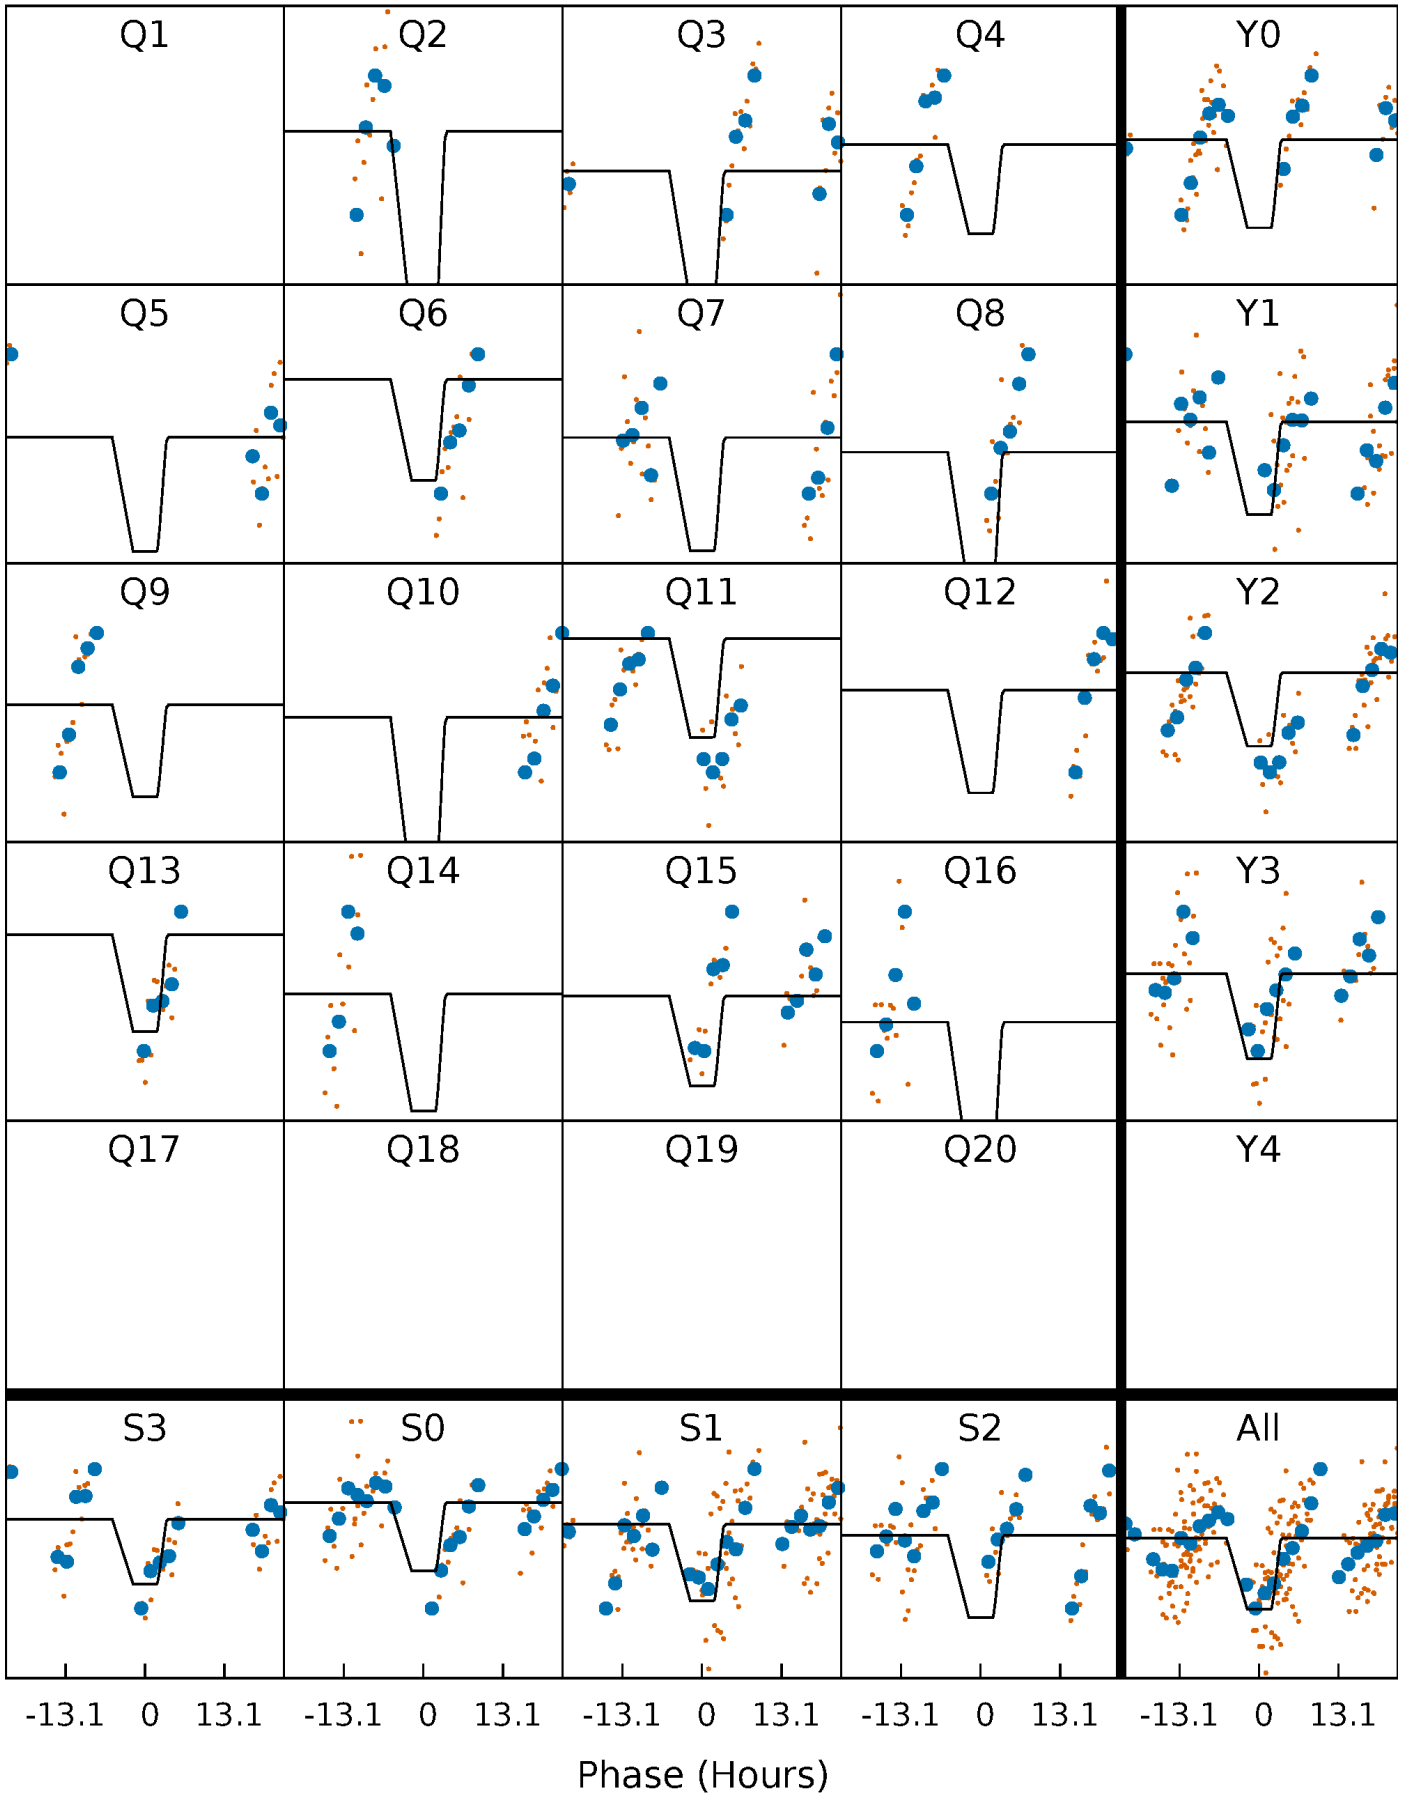 Q1 Q2 Q3 Q4 Y0
Q5 Q6 Q7 Q8 Y1
Q9 Q10 Q11 Q12 Y2
Q13 Q14 Q15 Q16 Y3
Q17 Q18 Q19 Q20 Y4
S3 S0 S1 S2 All
-13.1 0 13.1 -13.1 0 13.1 -13.1 0 13.1 -13.1 0 13.1 -13.1 0 13.1
Phase (Hours)